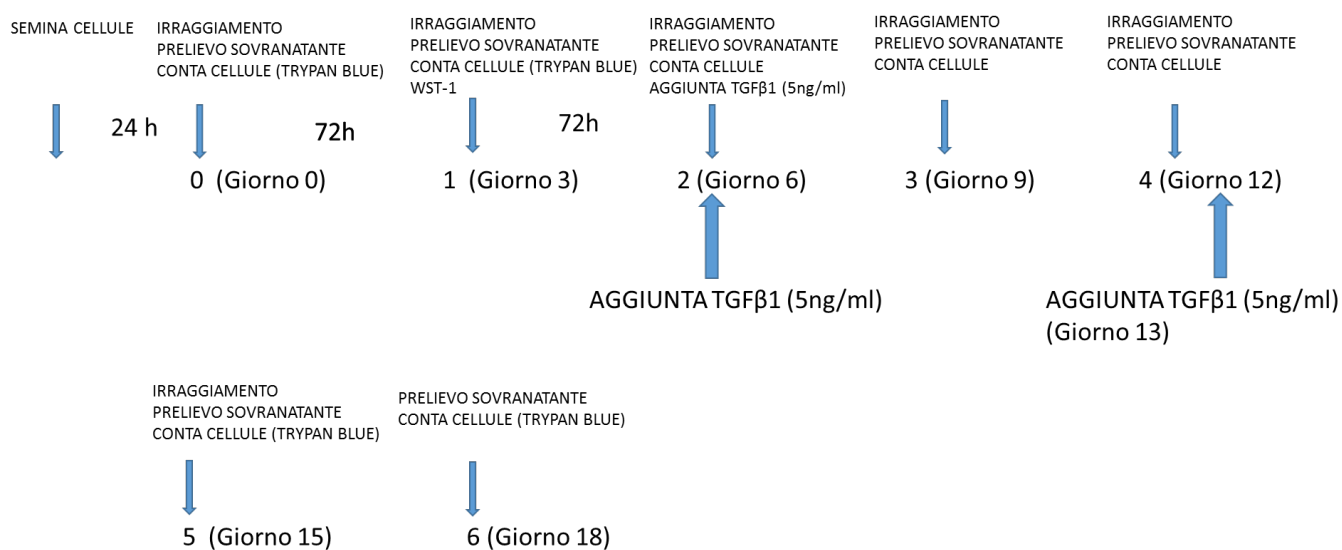 SEMINA CELLULE
IRRAGGIAMENTO
PRELIEVO SOVRANATANTE
CONTA CELLULE (TRYPAN BLUE)
IRRAGGIAMENTO
PRELIEVO SOVRANATANTE
CONTA CELLULE (TRYPAN BLUE)
WST-1
IRRAGGIAMENTO
PRELIEVO SOVRANATANTE
CONTA CELLULE
AGGIUNTA TGFβ1 (5ng/ml)
IRRAGGIAMENTO
PRELIEVO SOVRANATANTE
CONTA CELLULE
IRRAGGIAMENTO
PRELIEVO SOVRANATANTE
CONTA CELLULE
24 h
72h
72h
0 (Giorno 0)
1 (Giorno 3)
2 (Giorno 6)
3 (Giorno 9)
4 (Giorno 12)
AGGIUNTA TGFβ1 (5ng/ml)
AGGIUNTA TGFβ1 (5ng/ml)
(Giorno 13)
IRRAGGIAMENTO
PRELIEVO SOVRANATANTE
CONTA CELLULE (TRYPAN BLUE)
PRELIEVO SOVRANATANTE
CONTA CELLULE (TRYPAN BLUE)
5 (Giorno 15)
6 (Giorno 18)